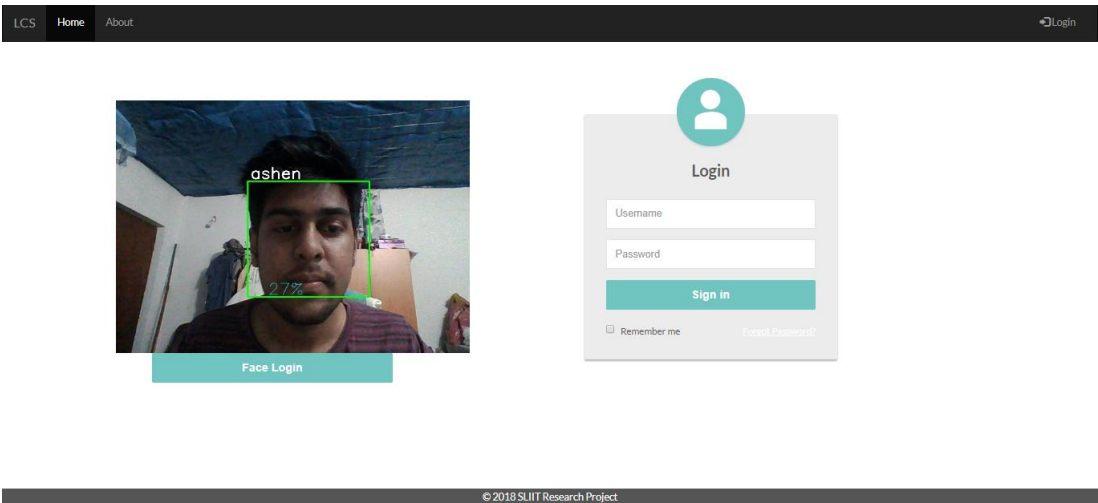 LCS Home About Login
ashen
27%
Face Login
Login
Username
Password
Sign in
Remember me Forgot Password?
© 2018 SLIIT Research Project